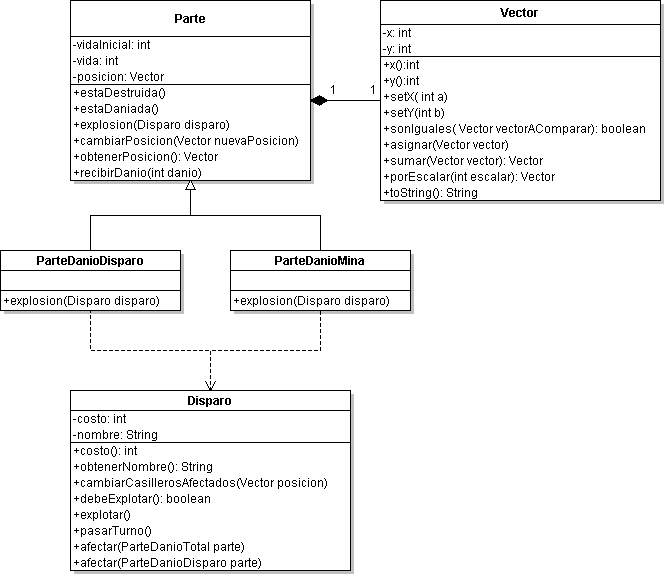 Parte
-vidaInicial: int
-vida: int
-posicion: Vector
+estaDestruida()
+estaDaniada()
+explosion(Disparo disparo)
+cambiarPosicion(Vector nuevaPosicion)
+obtenerPosicion(): Vector
+recibirDanio(int danio)
1 1
Vector
-x: int
-y: int
+x():int
+y():int
+setX( int a)
+setY(int b)
+sonIguales( Vector vectorAComparar): boolean
+asignar(Vector vector)
+sumar(Vector vector): Vector
+porEscalar(int escalar): Vector
+toString(): String
ParteDanioDisparo
+explosion(Disparo disparo)
ParteDanioMina
+explosion(Disparo disparo)
Disparo
-costo: int
-nombre: String
+costo(): int
+obtenerNombre(): String
+cambiarCasillerosAfectados(Vector posicion)
+debeExplotar(): boolean
+explotar()
+pasarTurno()
+afectar(ParteDanioTotal parte)
+afectar(ParteDanioDisparo parte)